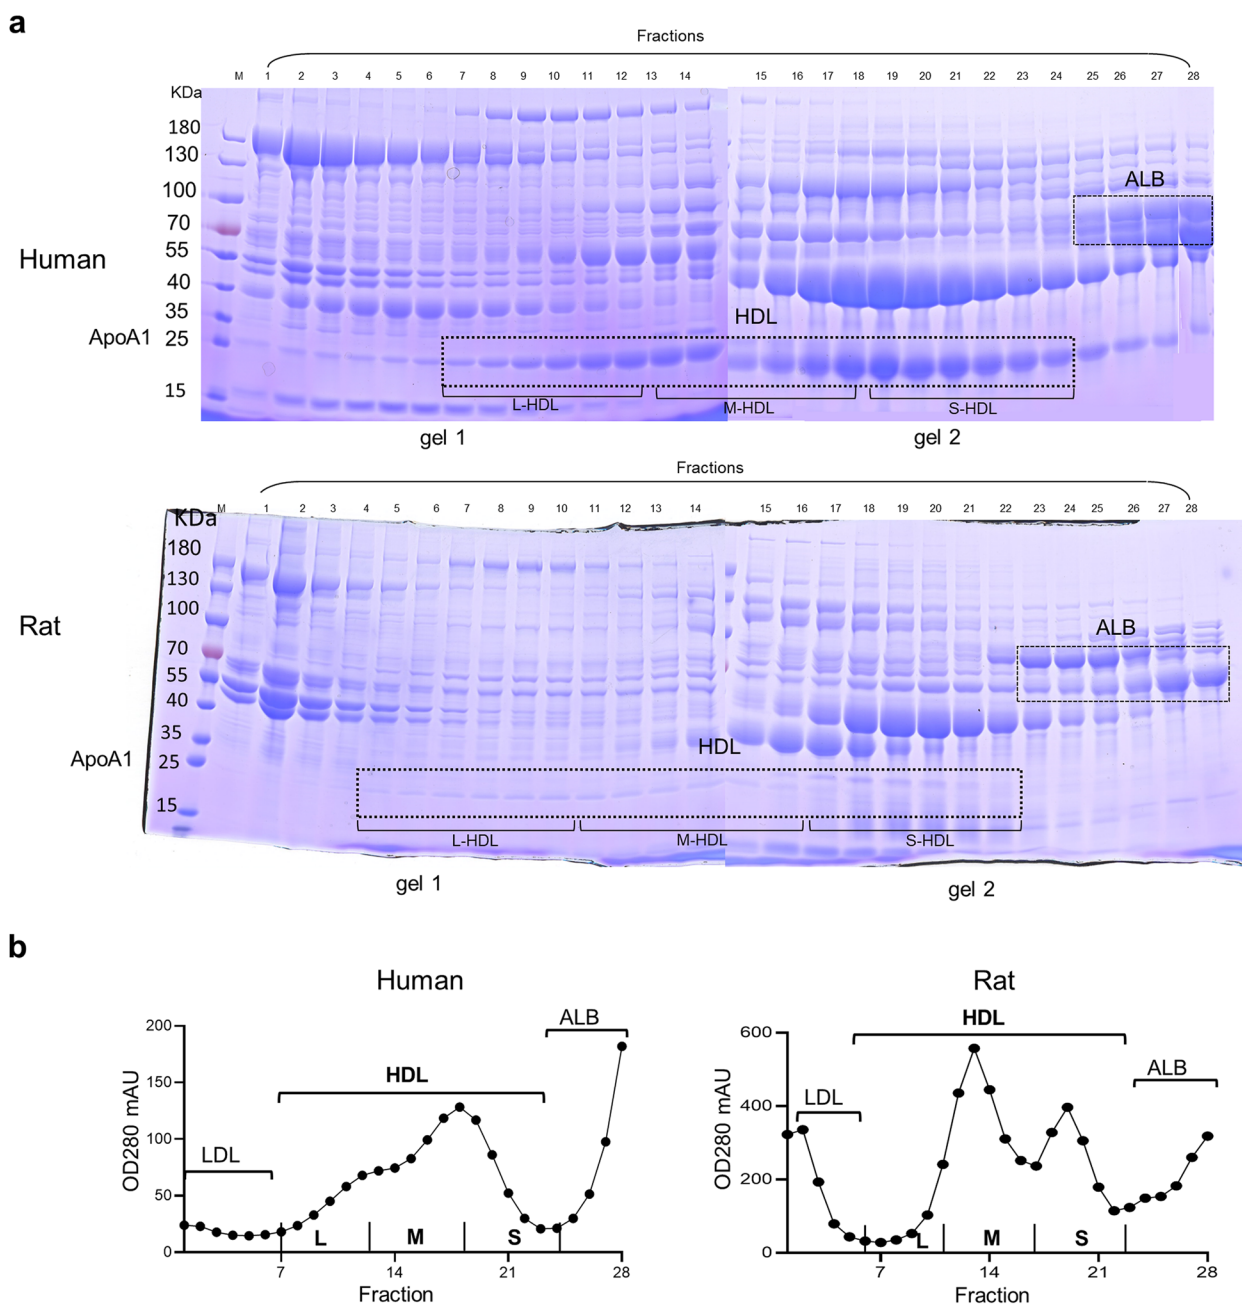 a
Fractions
M 1 2 3 4 5 6 7 8 9 10 11 12 13 14 15 16 17 18 19 20 21 22 23 24 25 26 27 28
KDa
180
130
100
70
55
40
35
25
15
Human
ApoA1
ALB
HDL
L-HDL M-HDL S-HDL
gel 1 gel 2
Fractions
M 1 2 3 4 5 6 7 8 9 10 11 12 13 14 15 16 17 18 19 20 21 22 23 24 25 26 27 28
KDa
180
130
100
70
55
40
35
25
15
Rat
ApoA1
ALB
HDL
L-HDL M-HDL S-HDL
gel 1 gel 2
b
Human
OD280 mAU
200
150
100
50
0
LDL
HDL
ALB
L M S
7 14 21 28
Fraction
Rat
OD280 mAU
600
400
200
0
LDL
HDL
ALB
L M S
7 14 21 28
Fraction